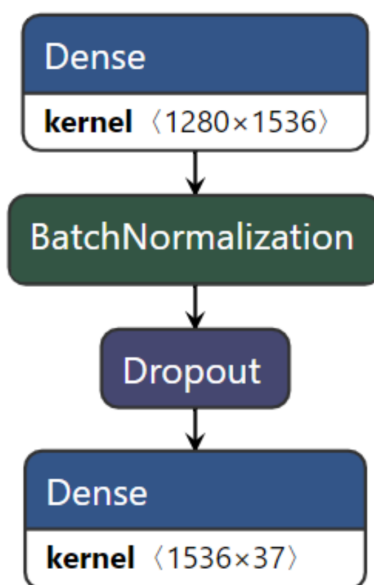 Dense
kernel 〈1280×1536〉
BatchNormalization
Dropout
Dense
kernel 〈1536×37〉